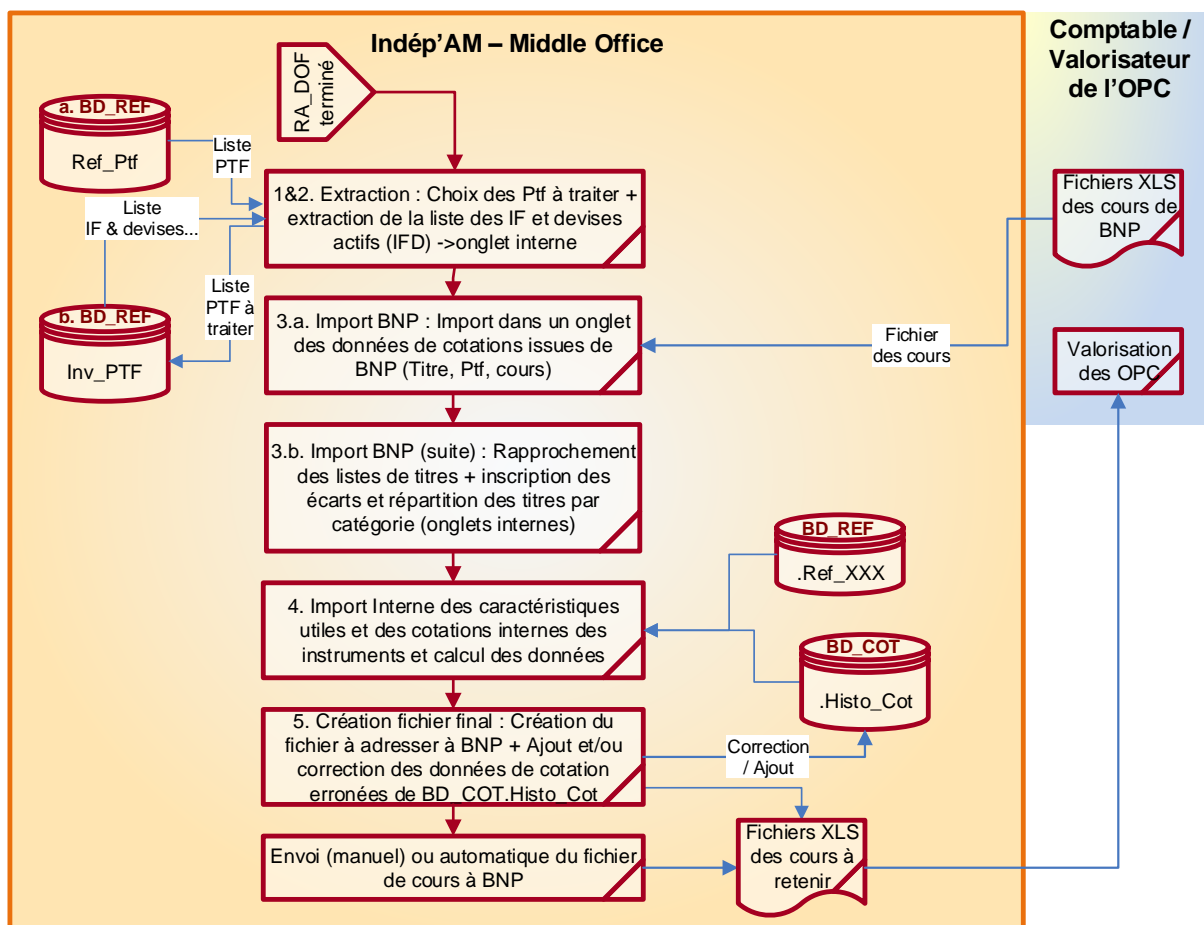 Indép'AM – Middle Office
Comptable /
Valorisateur
de l'OPC
RA_DOF
terminé
a. BD_REF
Ref_Ptf
Liste
PTF
Liste
IF & devises...
Liste
PTF à
traiter
b. BD_REF
Inv_PTF
1&2. Extraction : Choix des Ptf à traiter +
extraction de la liste des IF et devises
actifs (IFD) ->onglet interne
Fichiers XLS
des cours de
BNP
3.a. Import BNP : Import dans un onglet
des données de cotations issues de
BNP (Titre, Ptf, cours)
Fichier
des cours
Valorisation
des OPC
3.b. Import BNP (suite) : Rapprochement
des listes de titres + inscription des
écarts et répartition des titres par
catégorie (onglets internes)
BD_REF
.Ref_XXX
4. Import Interne des caractéristiques
utiles et des cotations internes des
instruments et calcul des données
BD_COT
.Histo_Cot
5. Création fichier final : Création du
fichier à adresser à BNP + Ajout et/ou
correction des données de cotation
erronées de BD_COT.Histo_Cot
Correction
/ Ajout
Envoi (manuel) ou automatique du fichier
de cours à BNP
Fichiers XLS
des cours à
retenir